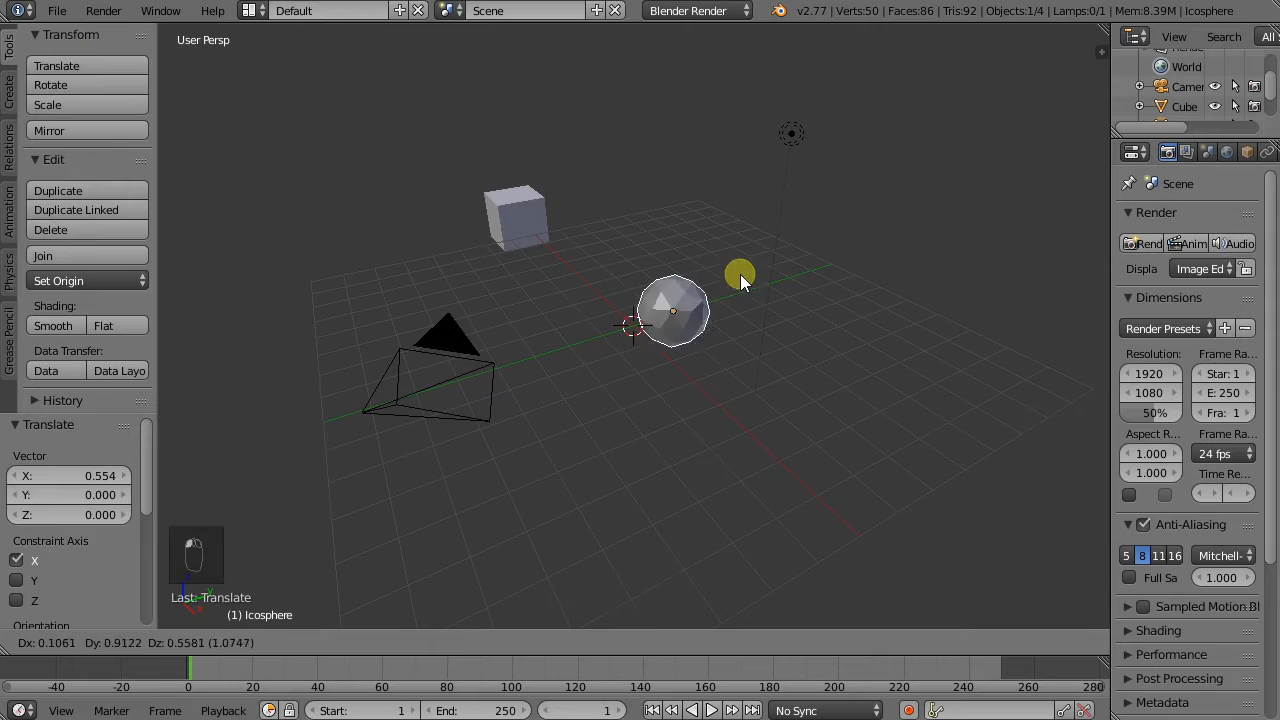 File Render Window Help Default Scene Blender Render v2.77 | Verts:50 | Faces:86 | Tris:92 | Objects:1/4 | Lamps:0/1 | Mem:8.39M | Icosphere
Tools
Create
Relations
Animation
Physics
Grease Pencil
Transform
Translate
Rotate
Scale
Mirror
Edit
Duplicate
Duplicate Linked
Delete
Join
Set Origin
Shading:
Smooth Flat
Data Transfer:
Data Data Layo
History
Translate
Vector
X: 0.554
Y: 0.000
Z: 0.000
Constraint Axis
X
Y
Z
Orientation
User Persp
Last: Translate
(1) Icosphere
Dx: 0.1061 Dy: 0.9122 Dz: 0.5581 (1.0747)
View Search All
World
Camer
Cube
Scene
Render
Rend Anim Audio
Displa Image Ed
Dimensions
Render Presets
Resolution: Frame Ra...
1920 Star: 1
1080 E: 250
50% Fra: 1
Aspect R... Frame Ra...
1.000 24 fps
1.000 Time Re...
Anti-Aliasing
5 8 11 16 Mitchell-
Full Sa 1.000
Sampled Motion Bl
Shading
Performance
Post Processing
Metadata
-40 -20 0 20 40 60 80 100 120 140 160 180 200 220 240 260 280
View Marker Frame Playback Start: 1 End: 250 1 No Sync